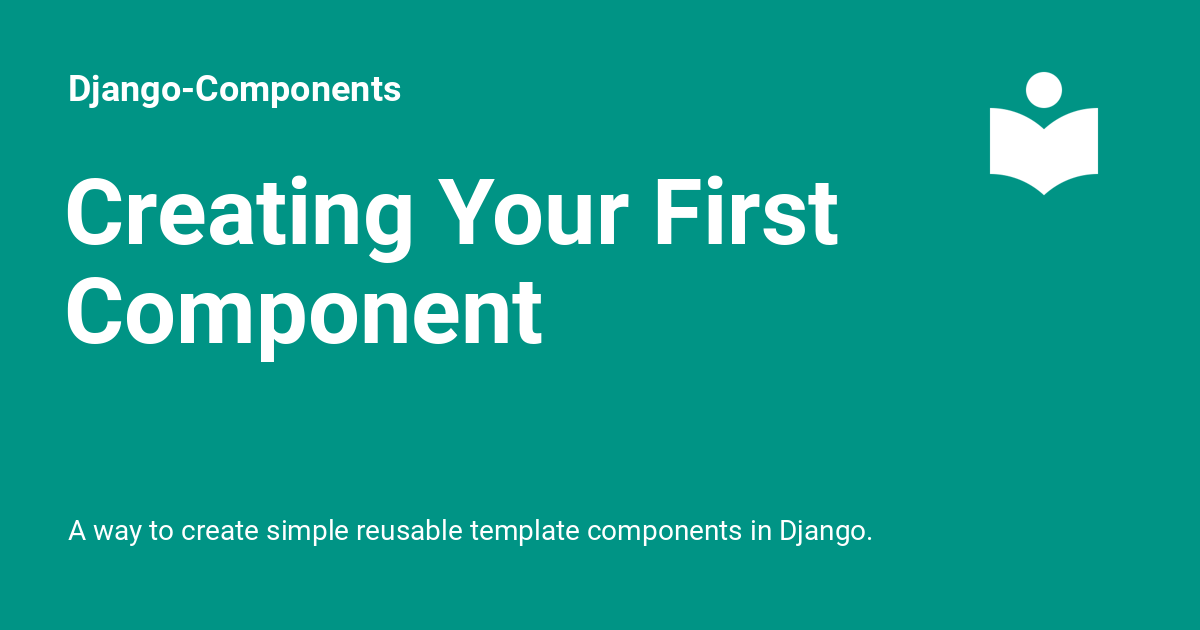 Django-Components
Creating Your First
Component
A way to create simple reusable template components in Django.